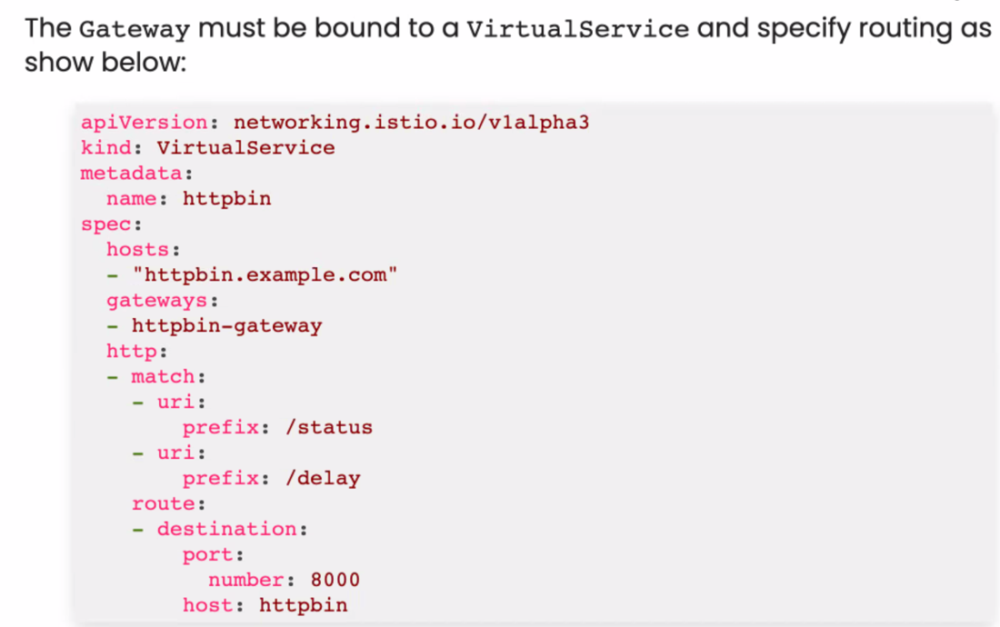 The Gateway must be bound to a VirtualService and specify routing as
show below:
apiVersion: networking.istio.io/v1alpha3
kind: VirtualService
metadata:
  name: httpbin
spec:
  hosts:
  - "httpbin.example.com"
  gateways:
  - httpbin-gateway
  http:
  - match:
    - uri:
        prefix: /status
    - uri:
        prefix: /delay
    route:
    - destination:
        port:
          number: 8000
        host: httpbin